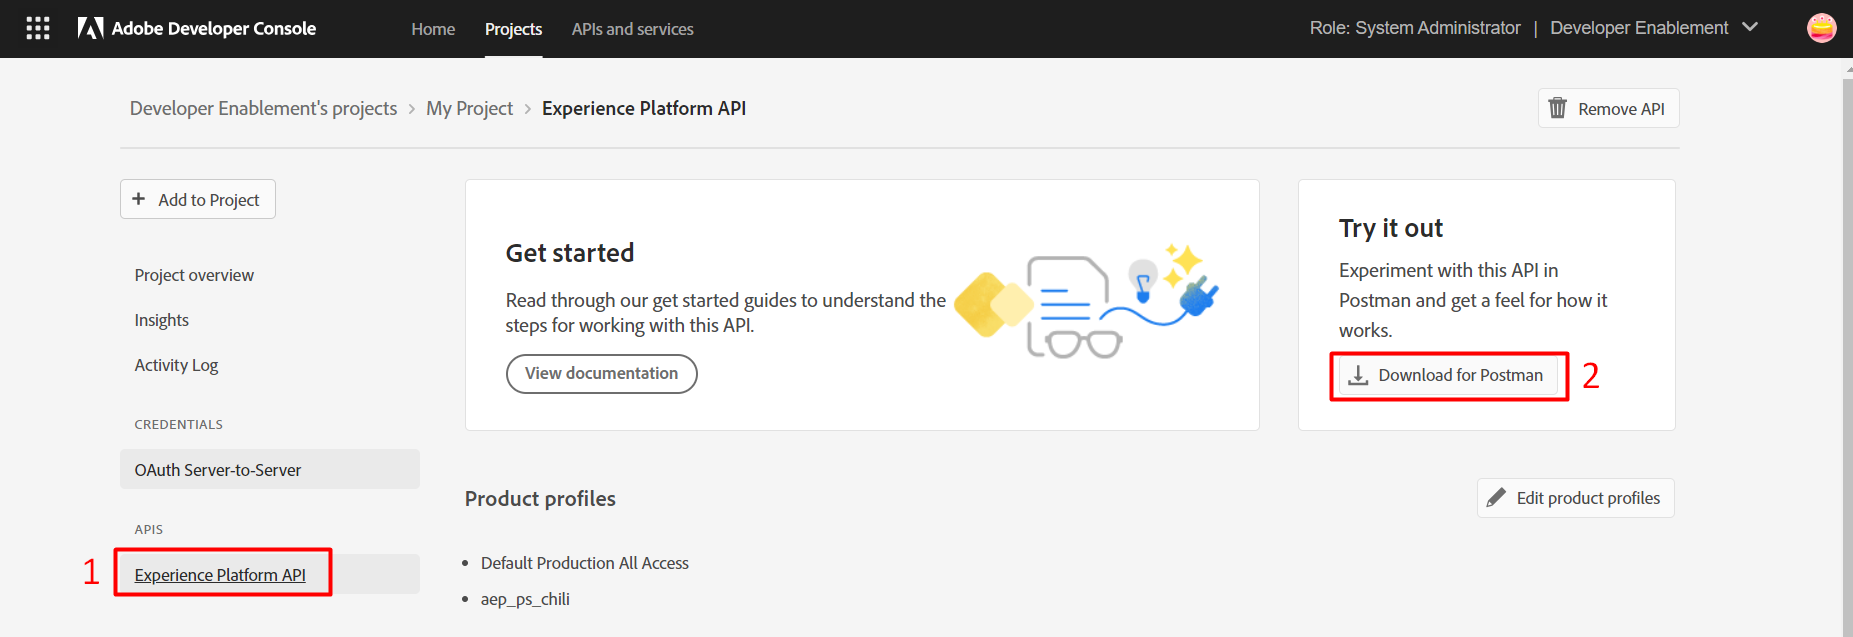 Adobe Developer Console
Home
Projects
APIs and services
Role: System Administrator | Developer Enablement
Developer Enablement's projects > My Project > Experience Platform API
Remove API
+ Add to Project
Project overview
Insights
Activity Log
CREDENTIALS
OAuth Server-to-Server
APIS
1 Experience Platform API
Get started
Read through our get started guides to understand the
steps for working with this API.
View documentation
Try it out
Experiment with this API in
Postman and get a feel for how it
works.
Download for Postman 2
Product profiles
Edit product profiles
• Default Production All Access
• aep_ps_chili